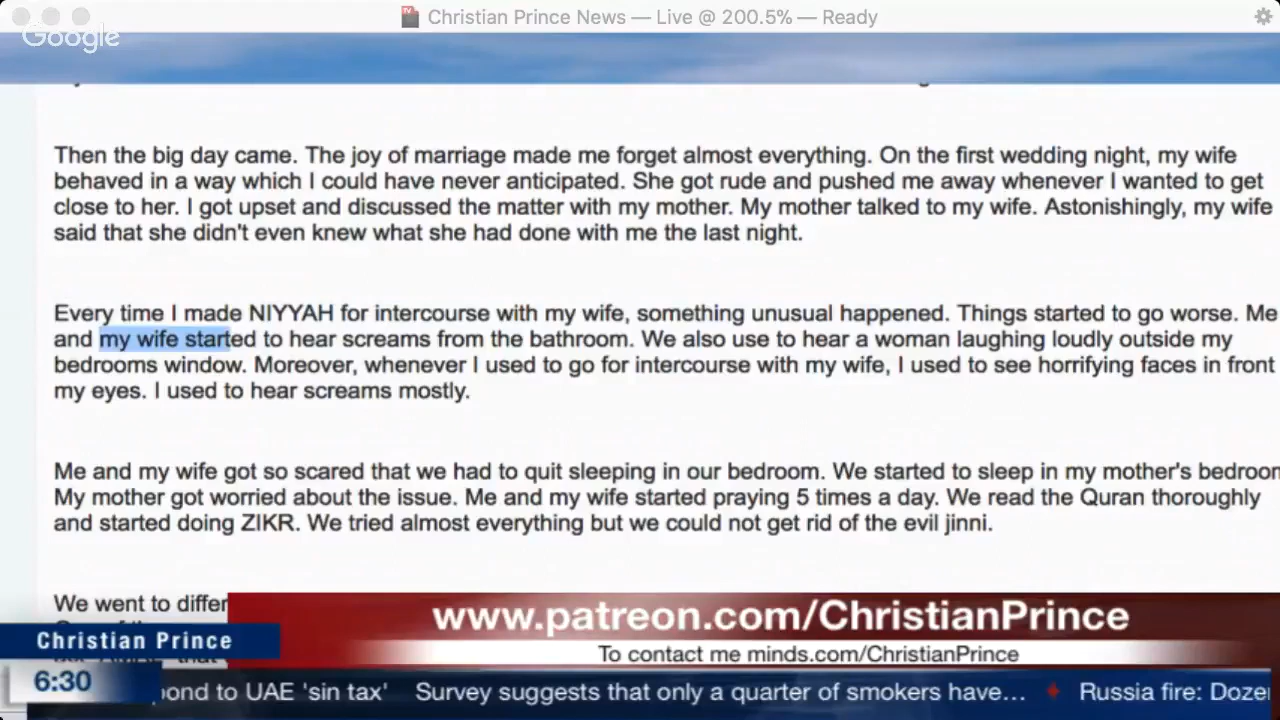 Christian Prince News — Live @ 200.5% — Ready
Google
Then the big day came. The joy of marriage made me forget almost everything. On the first wedding night, my wife
behaved in a way which I could have never anticipated. She got rude and pushed me away whenever I wanted to get
close to her. I got upset and discussed the matter with my mother. My mother talked to my wife. Astonishingly, my wife
said that she didn't even knew what she had done with me the last night.
Every time I made NIYYAH for intercourse with my wife, something unusual happened. Things started to go worse. Me
and my wife started to hear screams from the bathroom. We also use to hear a woman laughing loudly outside my
bedrooms window. Moreover, whenever I used to go for intercourse with my wife, I used to see horrifying faces in front
my eyes. I used to hear screams mostly.
Me and my wife got so scared that we had to quit sleeping in our bedroom. We started to sleep in my mother's bedroom
My mother got worried about the issue. Me and my wife started praying 5 times a day. We read the Quran thoroughly
and started doing ZIKR. We tried almost everything but we could not get rid of the evil jinni.
We went to differ
www.patreon.com/ChristianPrince
Christian Prince
To contact me minds.com/ChristianPrince
6:30
pond to UAE 'sin tax' Survey suggests that only a quarter of smokers have... Russia fire: Doze